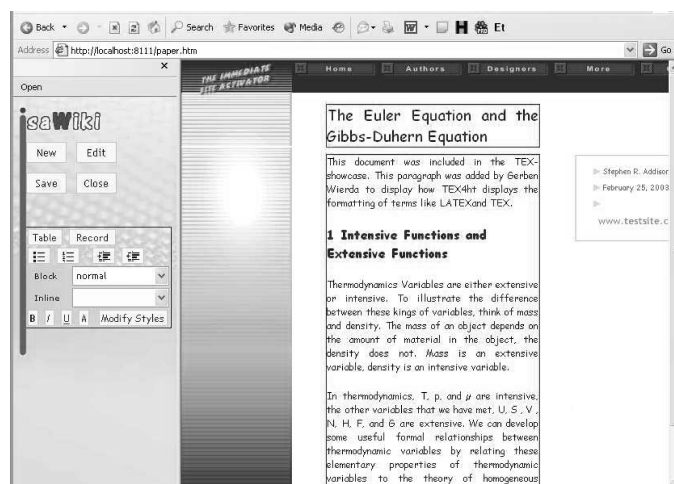 Back Search Favorites Media Et
Address http://localhost:8111/paper.htm Go
×
Open
isaWiki
New Edit
Save Close
Table Record
Block normal
Inline
B I U A Modify Styles
THE IMMEDIATE
SITE ACTIVATOR
Home Authors Designers More
The Euler Equation and the
Gibbs-Duhern Equation
This document was included in the TEX-
showcase. This paragraph was added by Gerben
Wierda to display how TEX4ht displays the
formatting of terms like LATEXand TEX.
1 Intensive Functions and
Extensive Functions
Thermodynamics Variables are either extensive
or intensive. To illustrate the difference
between these kings of variables, think of mass
and density. The mass of an object depends on
the amount of material in the object, the
density does not. Mass is an extensive
variable, density is an intensive variable.
In thermodynamics, T, p, and μ are intensive,
the other variables that we have met, U, S , V ,
N, H, F, and G are extensive. We can develop
some useful formal relationships between
thermodynamic variables by relating these
elementary properties of thermodynamic
variables to the theory of homogeneous
Stephen R. Addisor
February 25, 2003
www.testsite.c